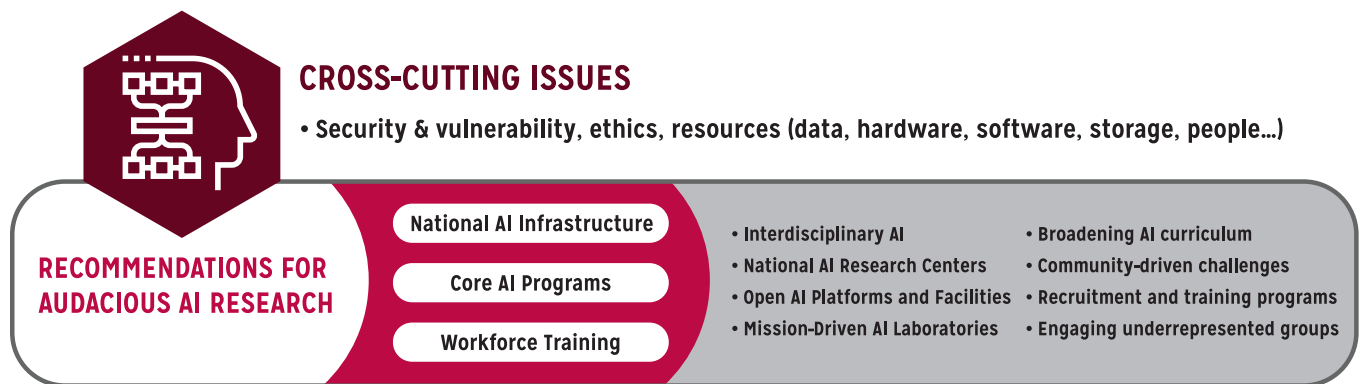 CROSS-CUTTING ISSUES
• Security & vulnerability, ethics, resources (data, hardware, software, storage, people…)
RECOMMENDATIONS FOR
AUDACIOUS AI RESEARCH
National AI Infrastructure
Core AI Programs
Workforce Training
• Interdisciplinary AI
• National AI Research Centers
• Open AI Platforms and Facilities
• Mission-Driven AI Laboratories
• Broadening AI curriculum
• Community-driven challenges
• Recruitment and training programs
• Engaging underrepresented groups